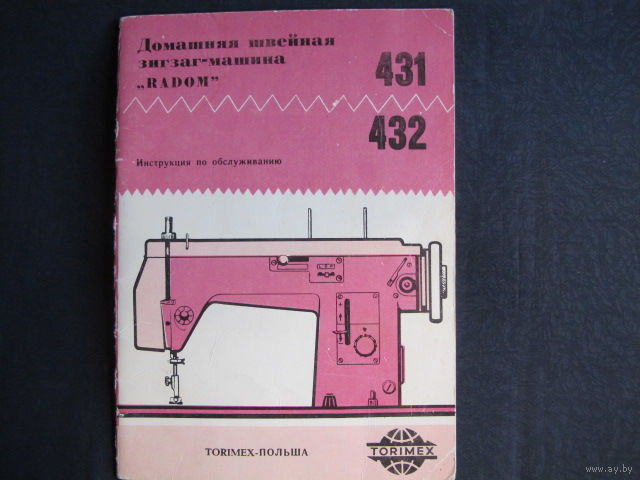 Домашняя швейная
зигзаг-машина
„RADOM”
431
432
Инструкция по обслуживанию
TORIMEX-ПОЛЬША
TORIMEX
www.ay.by